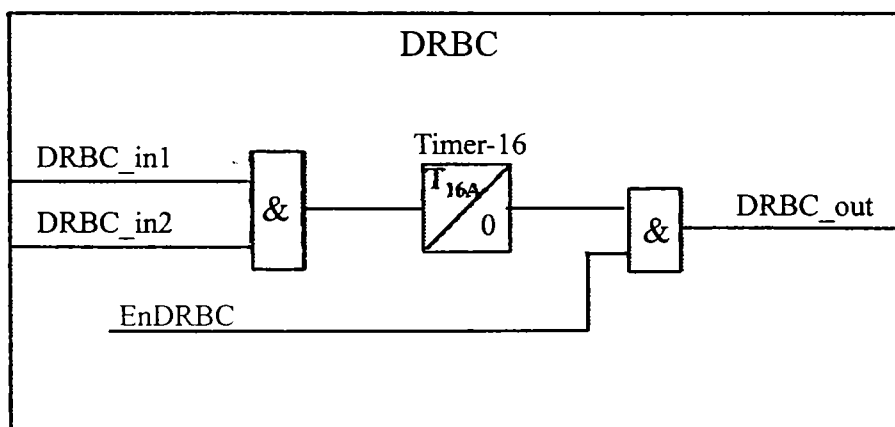 DRBC
Timer-16
DRBC_in1
T16A
&
0
DRBC_in2
&
DRBC_out
EnDRBC